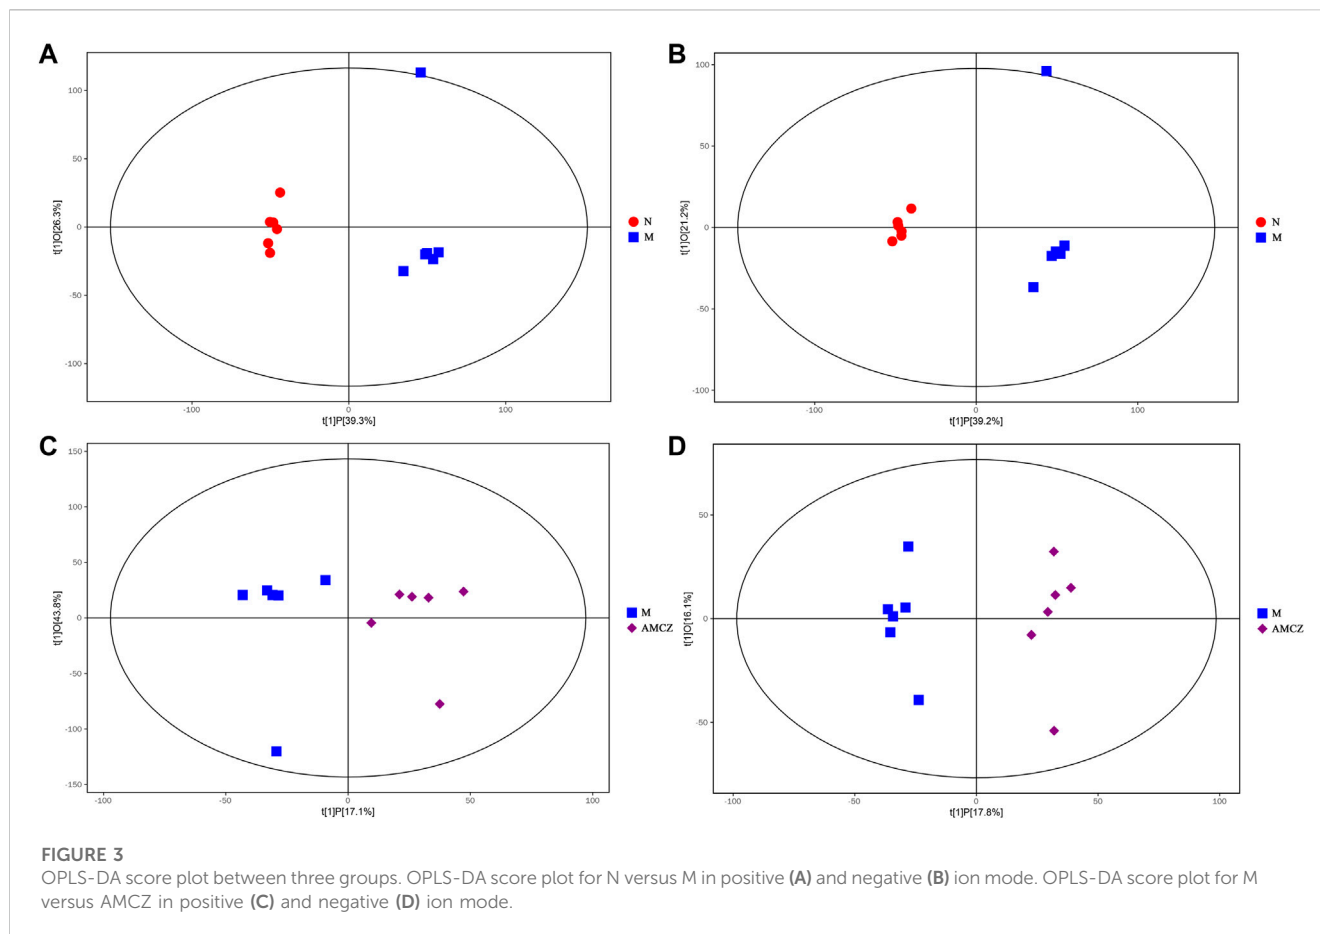 A
100
50
0
-50
-100
t[1]O[26.3%]
-100
0
100
t[1]P[39.3%]
N
M
B
100
50
0
-50
-100
t[1]O[21.2%]
-100
0
100
t[1]P[39.2%]
N
M
C
150
100
50
0
-50
-100
-150
t[1]O[43.8%]
-100
-50
0
50
100
t[1]P[17.1%]
M
AMCZ
D
50
0
-50
t[1]O[16.1%]
-100
-50
0
50
100
t[1]P[17.8%]
M
AMCZ
FIGURE 3
OPLS-DA score plot between three groups. OPLS-DA score plot for N versus M in positive (A) and negative (B) ion mode. OPLS-DA score plot for M
versus AMCZ in positive (C) and negative (D) ion mode.